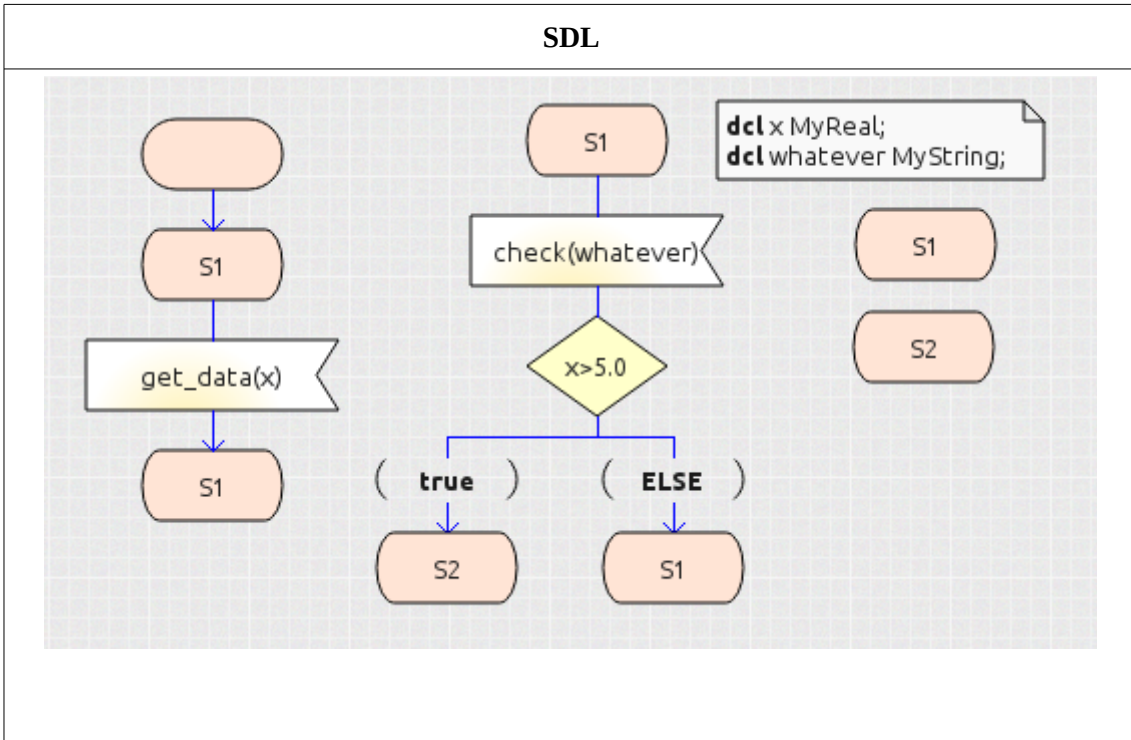 SDL
S1
get_data(x)
S1
S1
check(whatever)
x>5.0
( true )
( ELSE )
S2
S1
dcl x MyReal;
dcl whatever MyString;
S1
S2